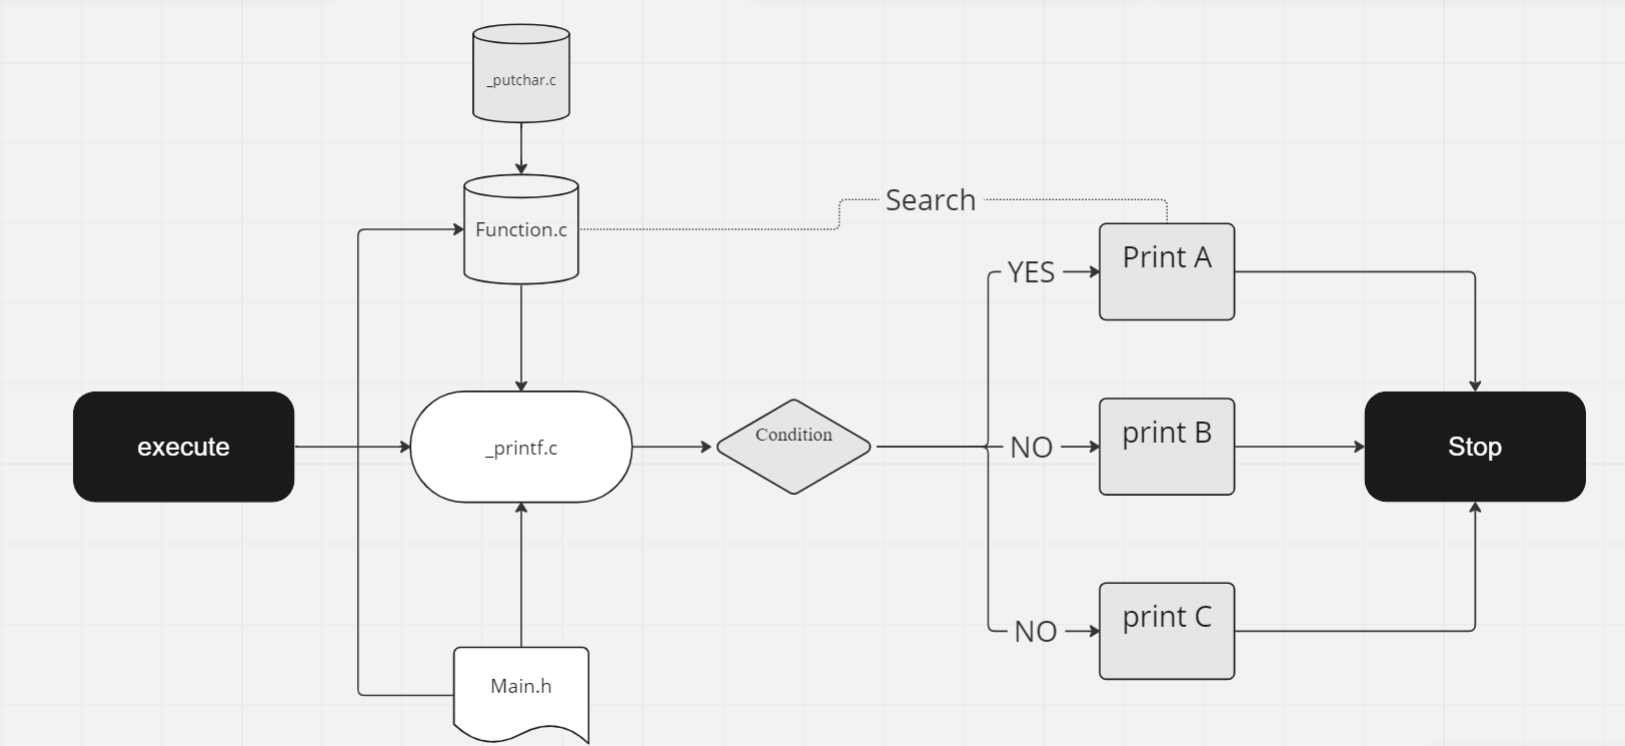 _putchar.c
Function.c
Search
Print A
YES
execute
_printf.c
Condition
NO
print B
Stop
NO
print C
Main.h